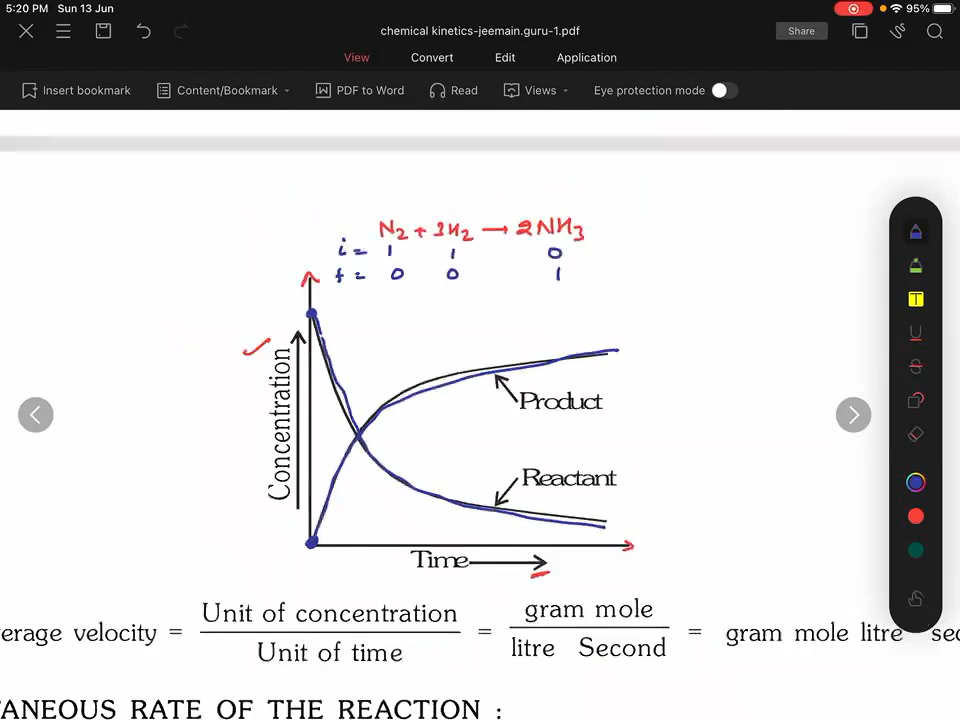 5:20 PM Sun 13 Jun 95%
chemical kinetics-jeemain.guru-1.pdf
Share
View Convert Edit Application
Insert bookmark Content/Bookmark PDF to Word Read Views Eye protection mode
N2 + 3H2 → 2NH3
i = 1 1 0
f = 0 0 1
Concentration
Product
Reactant
Time
erage velocity = Unit of concentration / Unit of time = gram mole / litre Second = gram mole litre
TANEOUS RATE OF THE REACTION :
T